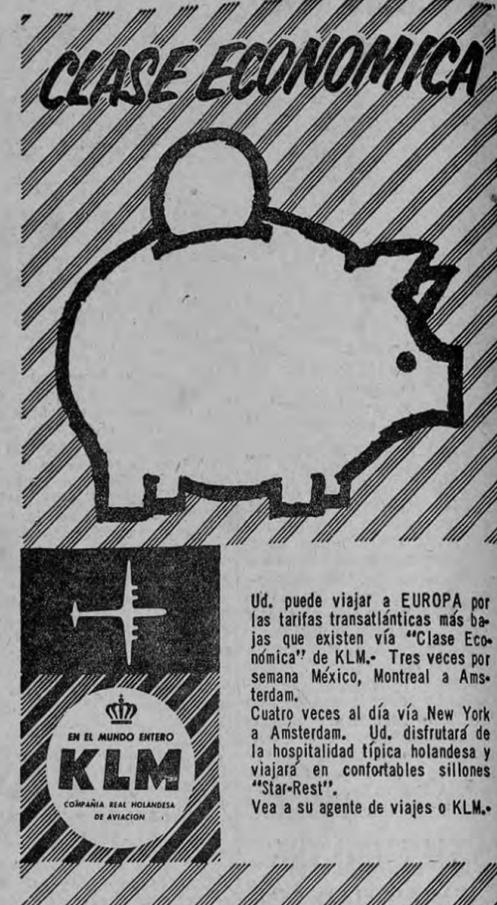 CLASE ECONOMICA
EN EL MUNDO ENTERO
KLM
COMPAÑIA REAL HOLANDESA
DE AVIACION
Ud. puede viajar a EUROPA por
las tarifas transatlánticas más ba-
jas que existen vía "Clase Eco-
nómica" de KLM.- Tres veces por
semana México, Montreal a Ams-
terdam.
Cuatro veces al día vía New York
a Amsterdam. Ud. disfrutará de
la hospitalidad típica holandesa y
viajará en confortables sillones
"Star-Rest".
Vea a su agente de viajes o KLM.-